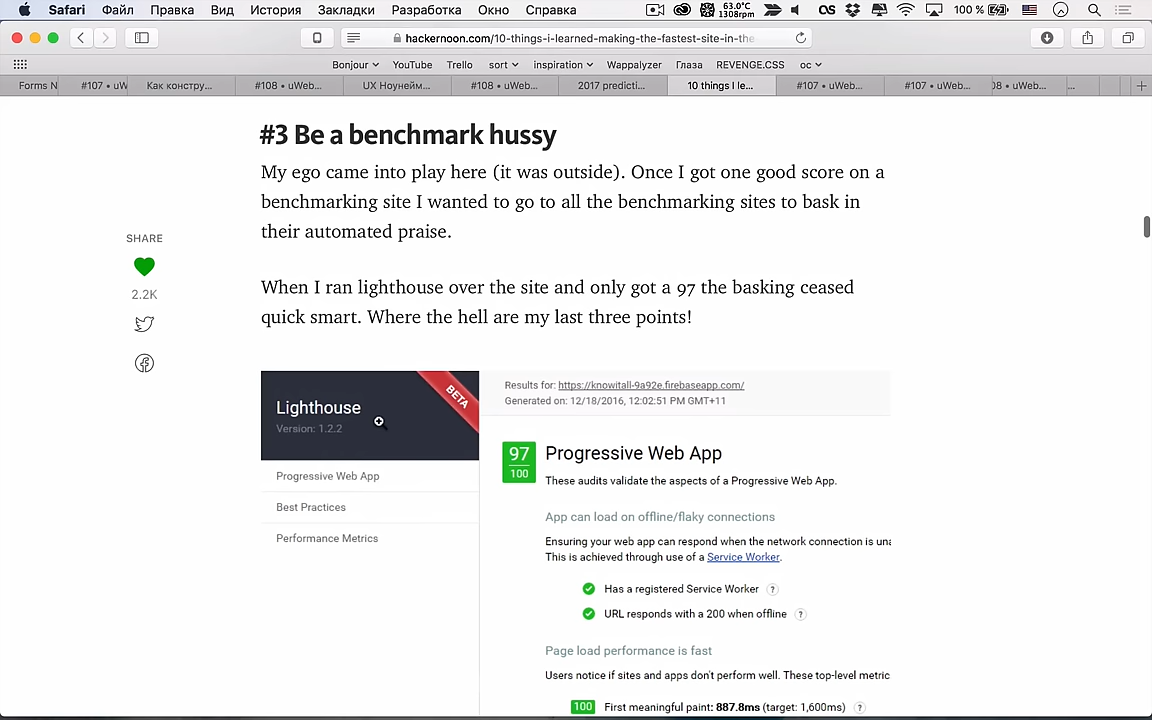 Safari Файл Правка Вид История Закладки Разработка Окно Справка 63.0°C 1308rpm 100 %
hackernoon.com/10-things-i-learned-making-the-fastest-site-in-the
Bonjour YouTube Trello sort inspiration Wappalyzer Глаза REVENGE.CSS oc
Forms N #107 • uW Как констру... #108 • uWeb... UX Ноунейм... #108 • uWeb... 2017 predicti... 10 things I le... #107 • uWeb... #107 • uWeb... 08 • uWeb... ...
#3 Be a benchmark hussy
My ego came into play here (it was outside). Once I got one good score on a
benchmarking site I wanted to go to all the benchmarking sites to bask in
their automated praise.
SHARE
2.2K
When I ran lighthouse over the site and only got a 97 the basking ceased
quick smart. Where the hell are my last three points!
Lighthouse
Version: 1.2.2
BETA
Progressive Web App
Best Practices
Performance Metrics
Results for: https://knowitall-9a92e.firebaseapp.com/
Generated on: 12/18/2016, 12:02:51 PM GMT+11
97
100
Progressive Web App
These audits validate the aspects of a Progressive Web App.
App can load on offline/flaky connections
Ensuring your web app can respond when the network connection is una
This is achieved through use of a Service Worker.
Has a registered Service Worker ?
URL responds with a 200 when offline ?
Page load performance is fast
Users notice if sites and apps don't perform well. These top-level metric
100 First meaningful paint: 887.8ms (target: 1,600ms) ?